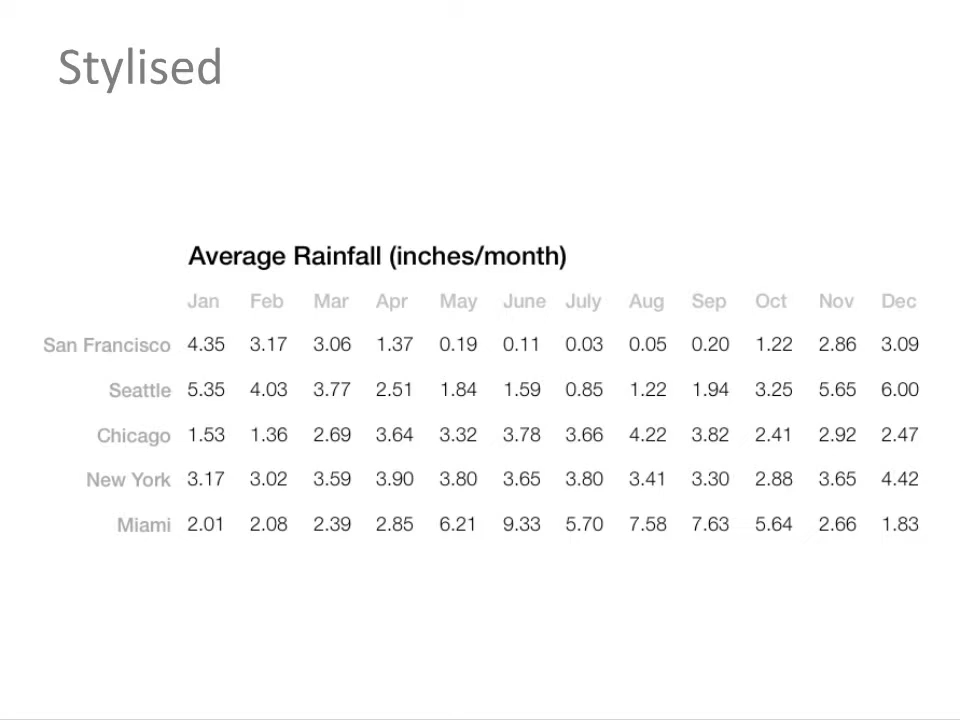 Stylised
Average Rainfall (inches/month)
Jan Feb Mar Apr May June July Aug Sep Oct Nov Dec
San Francisco 4.35 3.17 3.06 1.37 0.19 0.11 0.03 0.05 0.20 1.22 2.86 3.09
Seattle 5.35 4.03 3.77 2.51 1.84 1.59 0.85 1.22 1.94 3.25 5.65 6.00
Chicago 1.53 1.36 2.69 3.64 3.32 3.78 3.66 4.22 3.82 2.41 2.92 2.47
New York 3.17 3.02 3.59 3.90 3.80 3.65 3.80 3.41 3.30 2.88 3.65 4.42
Miami 2.01 2.08 2.39 2.85 6.21 9.33 5.70 7.58 7.63 5.64 2.66 1.83